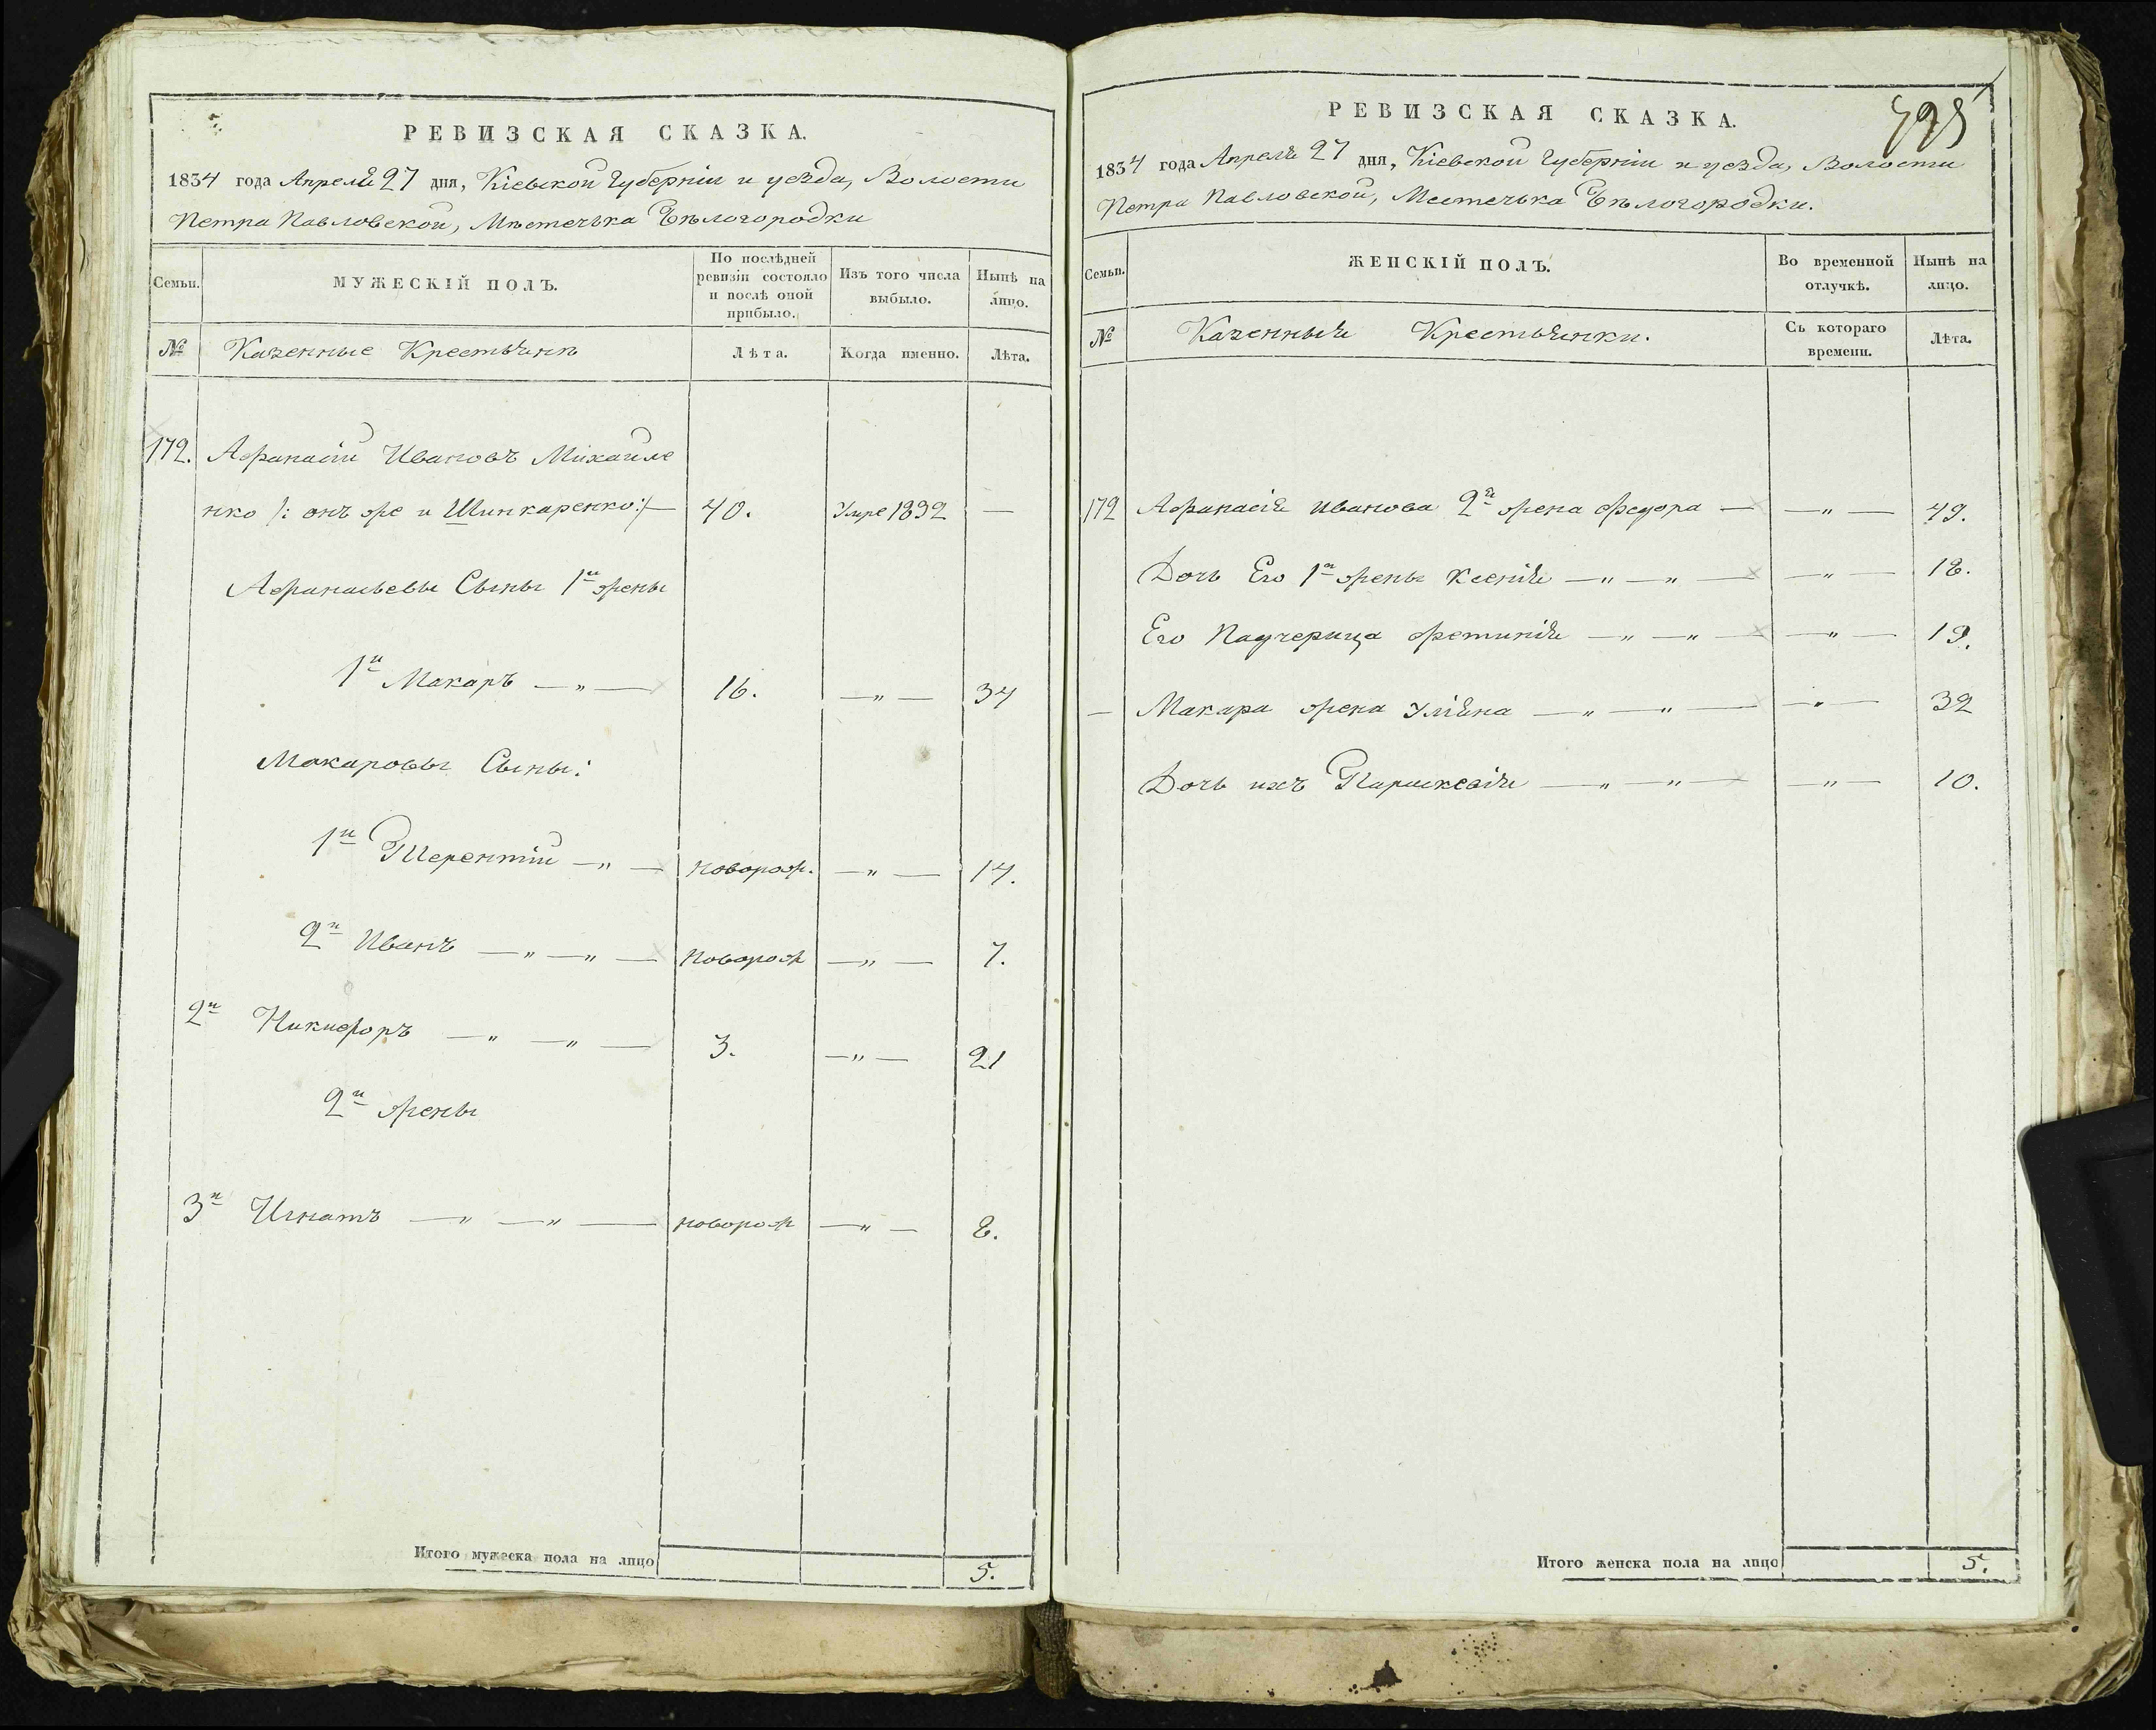 РЕВИЗСКАЯ СКАЗКА.
1834 года Апреля 27 дня, Кіевской Губерніи и уезда, Волости
Петра Павловской, Мѣстечька Бѣлогородки
Семьи. МУЖЕСКІЙ ПОЛЪ. По послѣдней ревизіи состояло и послѣ оной прибыло. Изъ того числа выбыло. Нынѣ на лицо.
№ Казенные Крестьянѣ Лѣта. Когда именно. Лѣта.
172. Афанасій Ивановъ Михайле
нко /: онъ же и Шинкаренко :/ — 40. Умре 1832 —
Афанасьевы Сыны 1й жены
1й Макаръ — „ — 16. — „ — 34
Макаровы Сыны:
1й Терентій — „ — новорож. — „ — 14.
2й Иванъ — „ — „ — новорож — „ — 7.
2й Никифоръ — „ — „ — 3. — „ — 21
2й жены
3й Игнатъ — „ — „ — новорож — „ — 8.
Итого мужеска пола на лицо 5.
РЕВИЗСКАЯ СКАЗКА.
1834 года Апреля 27 дня, Кіевской Губерніи и уезда, Волости
Петра Павловской, Местечька Бѣлогородки.
Семьи. ЖЕНСКІЙ ПОЛЪ. Во временной отлучкѣ. Нынѣ на лицо.
№ Казенныя Крестьянки. Съ котораго времени. Лѣта.
172 Афанасія Иванова 2я жена Федора — — „ — 49.
Дочь Его 1й жены Ксенія — „ — „ — — „ — 18.
Его Падчерица Фетинія — „ — „ — — „ — 19.
— Макара жена Уліяна — „ — „ — — „ — 32
Дочь ихъ Параскевія — „ — „ — — „ — 10.
Итого женска пола на лицо 5.